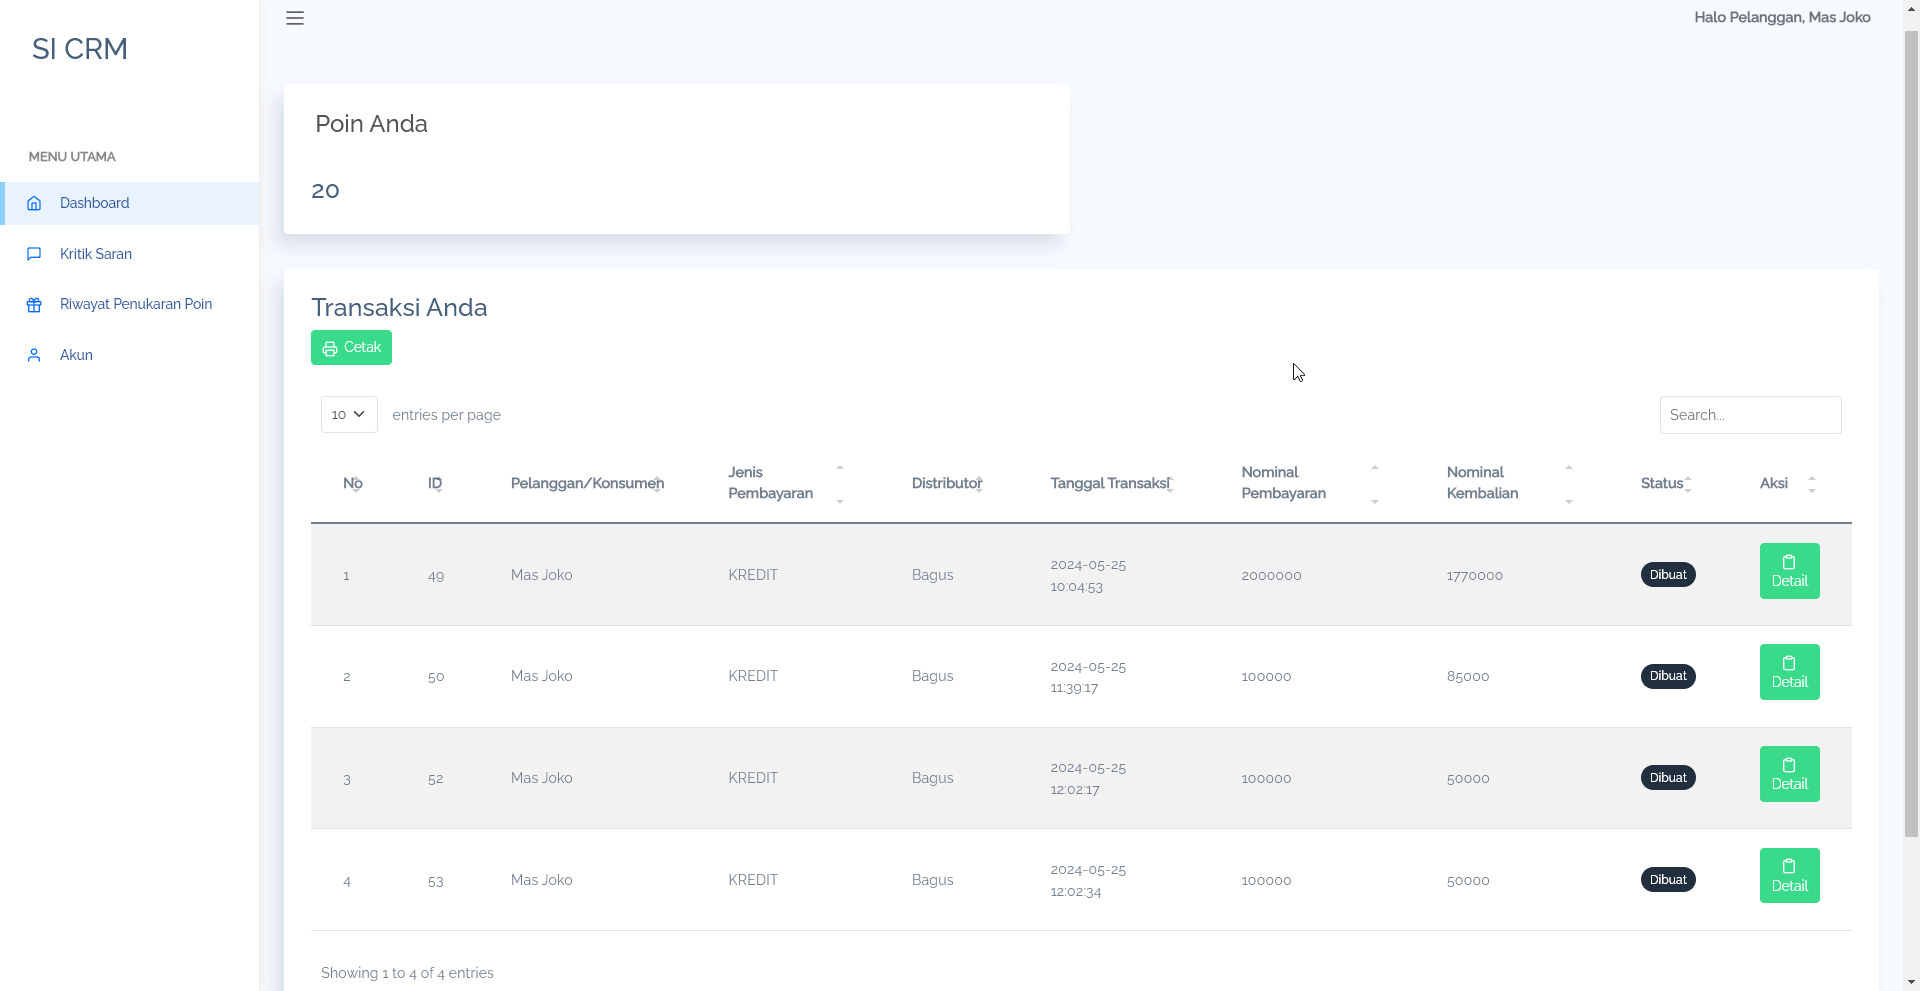 Halo Pelanggan, Mas Joko
SI CRM
MENU UTAMA
Dashboard
Kritik Saran
Riwayat Penukaran Poin
Akun
Poin Anda
20
Transaksi Anda
Cetak
10 entries per page
Search...
No ID Pelanggan/Konsumen Jenis Pembayaran Distributor Tanggal Transaksi Nominal Pembayaran Nominal Kembalian Status Aksi
1 49 Mas Joko KREDIT Bagus 2024-05-25 10:04:53 2000000 1770000 Dibuat Detail
2 50 Mas Joko KREDIT Bagus 2024-05-25 11:39:17 100000 85000 Dibuat Detail
3 52 Mas Joko KREDIT Bagus 2024-05-25 12:02:17 100000 50000 Dibuat Detail
4 53 Mas Joko KREDIT Bagus 2024-05-25 12:02:34 100000 50000 Dibuat Detail
Showing 1 to 4 of 4 entries